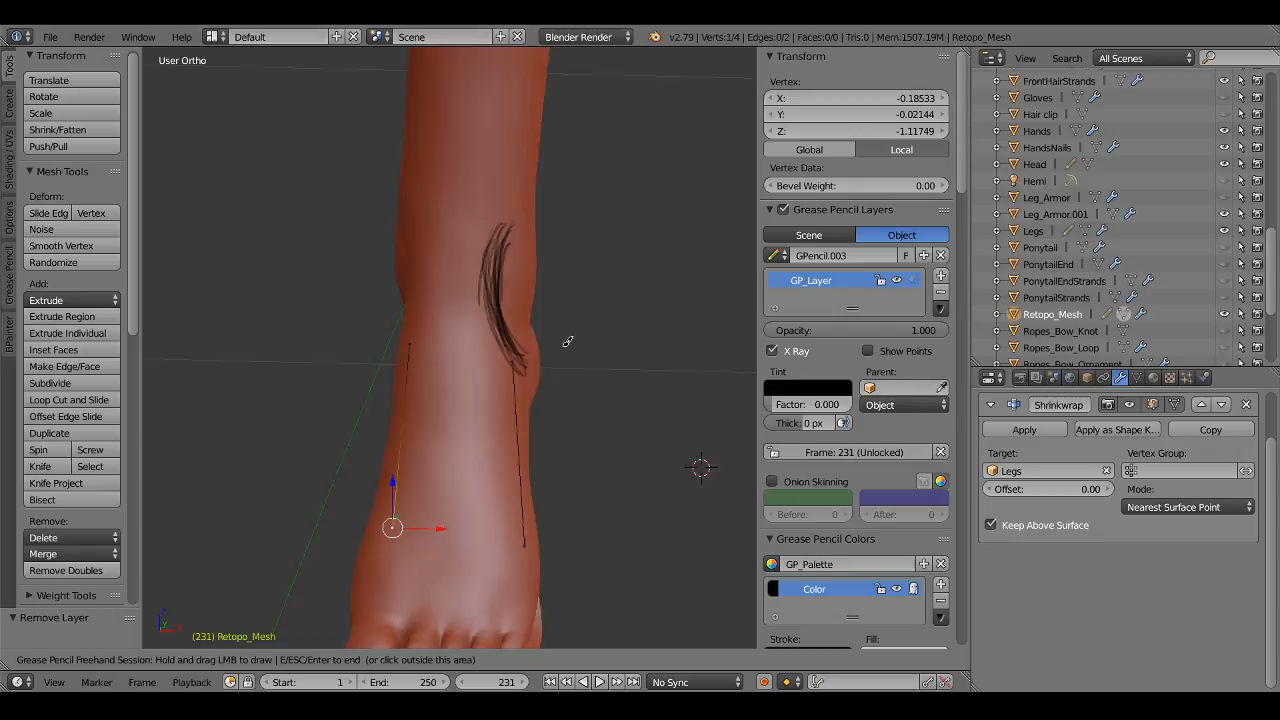 File Render Window Help Default Scene Blender Render v2.79 | Verts:1/4 | Edges:0/2 | Faces:0/0 | Tris:0 | Mem:1507.19M | Retopo_Mesh
Tools
Create
Shading / UVs
Options
Grease Pencil
BPainter
Transform
Translate
Rotate
Scale
Shrink/Fatten
Push/Pull
Mesh Tools
Deform:
Slide Edg Vertex
Noise
Smooth Vertex
Randomize
Add:
Extrude
Extrude Region
Extrude Individual
Inset Faces
Make Edge/Face
Subdivide
Loop Cut and Slide
Offset Edge Slide
Duplicate
Spin Screw
Knife Select
Knife Project
Bisect
Remove:
Delete
Merge
Remove Doubles
Weight Tools
Remove Layer
User Ortho
(231) Retopo_Mesh
Transform
Vertex:
X: -0.18533
Y: -0.02144
Z: -1.11749
Global Local
Vertex Data:
Bevel Weight: 0.00
Grease Pencil Layers
Scene Object
GPencil.003 F
GP_Layer
Opacity: 1.000
X Ray Show Points
Tint Parent:
Factor: 0.000 Object
Thick: 0 px
Frame: 231 (Unlocked)
Onion Skinning
Before: 0 After: 0
Grease Pencil Colors
GP_Palette
Color
Stroke: Fill:
View Search All Scenes
FrontHairStrands
Gloves
Hair clip
Hands
HandsNails
Head
Hemi
Leg_Armor
Leg_Armor.001
Legs
Ponytail
PonytailEnd
PonytailEndStrands
PonytailStrands
Retopo_Mesh
Ropes_Bow_Knot
Ropes_Bow_Loop
Ropes_Bow_Ornament
Shrinkwrap
Apply Apply as Shape K... Copy
Target: Vertex Group:
Legs
Offset: 0.00 Mode:
Nearest Surface Point
Keep Above Surface
Grease Pencil Freehand Session: Hold and drag LMB to draw | E/ESC/Enter to end (or click outside this area)
View Marker Frame Playback Start: 1 End: 250 231 No Sync